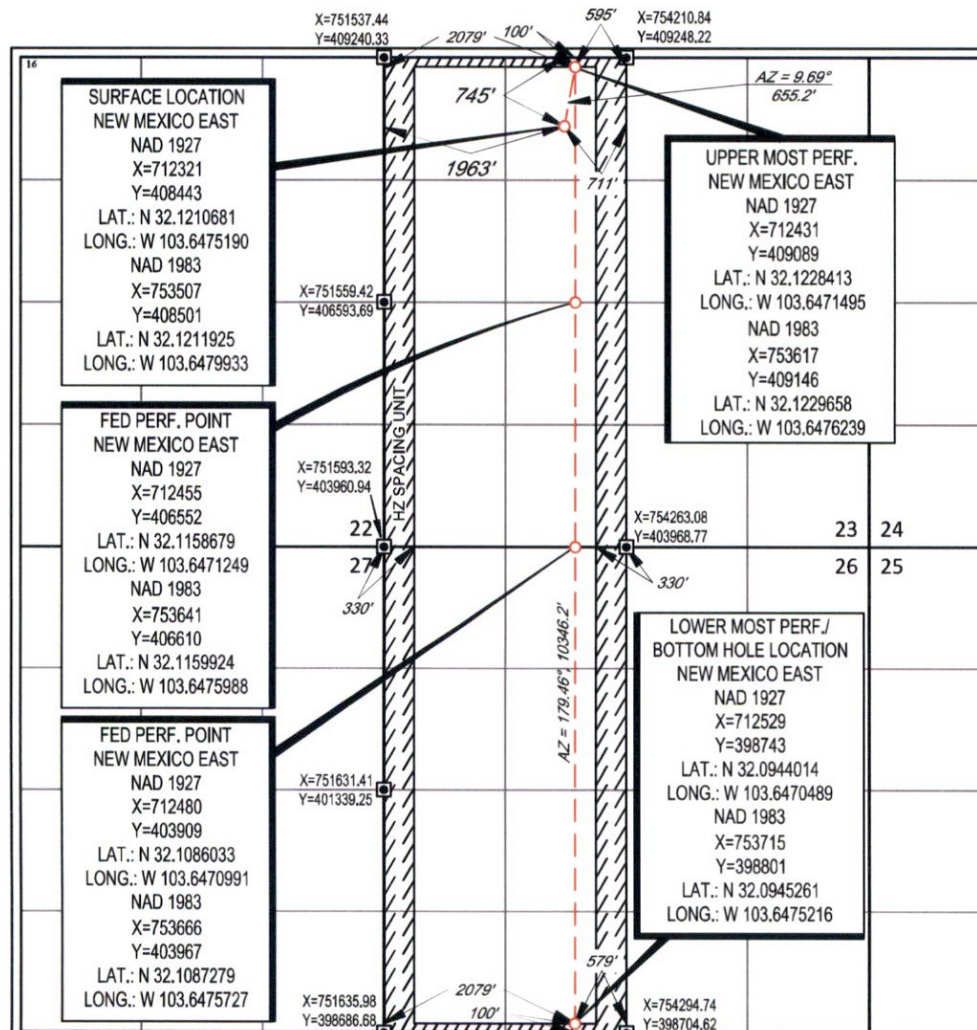 X=751537.44
Y=409240.33
2079'
100'
595'
X=754210.84
Y=409248.22
16
AZ = 9.69°
655.2'
745'
1963'
711'
SURFACE LOCATION
NEW MEXICO EAST
NAD 1927
X=712321
Y=408443
LAT.: N 32.1210681
LONG.: W 103.6475190
NAD 1983
X=753507
Y=408501
LAT.: N 32.1211925
LONG.: W 103.6479933
UPPER MOST PERF.
NEW MEXICO EAST
NAD 1927
X=712431
Y=409089
LAT.: N 32.1228413
LONG.: W 103.6471495
NAD 1983
X=753617
Y=409146
LAT.: N 32.1229658
LONG.: W 103.6476239
X=751559.42
Y=406593.69
HZ SPACING UNIT
FED PERF. POINT
NEW MEXICO EAST
NAD 1927
X=712455
Y=406552
LAT.: N 32.1158679
LONG.: W 103.6471249
NAD 1983
X=753641
Y=406610
LAT.: N 32.1159924
LONG.: W 103.6475988
X=751593.32
Y=403960.94
X=754263.08
Y=403968.77
22
23
24
27
26
25
330'
330'
AZ = 179.46°, 10346.2'
FED PERF. POINT
NEW MEXICO EAST
NAD 1927
X=712480
Y=403909
LAT.: N 32.1086033
LONG.: W 103.6470991
NAD 1983
X=753666
Y=403967
LAT.: N 32.1087279
LONG.: W 103.6475727
LOWER MOST PERF./
BOTTOM HOLE LOCATION
NEW MEXICO EAST
NAD 1927
X=712529
Y=398743
LAT.: N 32.0944014
LONG.: W 103.6470489
NAD 1983
X=753715
Y=398801
LAT.: N 32.0945261
LONG.: W 103.6475216
X=751631.41
Y=401339.25
X=751635.98
Y=398686.68
2079'
100'
579'
X=754294.74
Y=398704.62